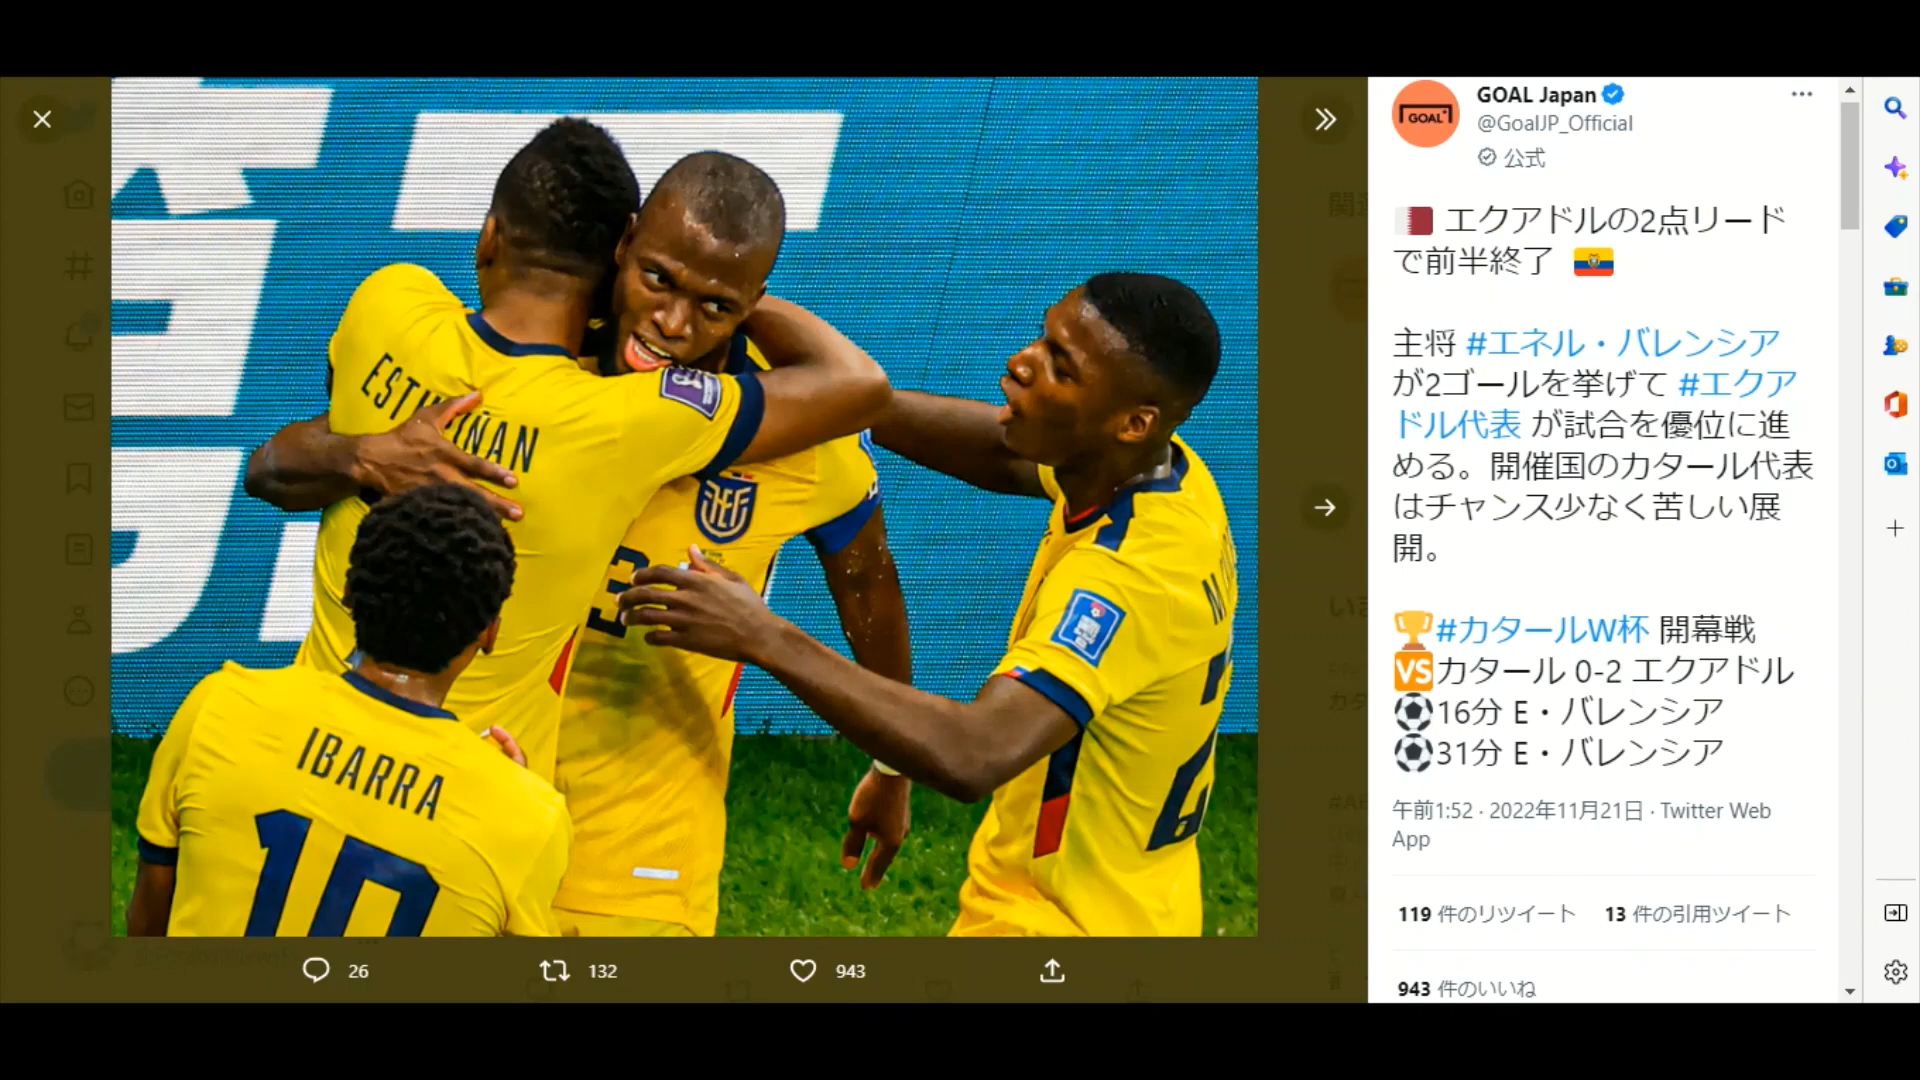 GOAL
GOAL Japan
@GoalJP_Official
公式
エクアドルの2点リード
で前半終了
主将 #エネル・バレンシア
が2ゴールを挙げて #エクア
ドル代表 が試合を優位に進
める。開催国のカタール代表
はチャンス少なく苦しい展
開。
#カタールW杯 開幕戦
VSカタール 0-2 エクアドル
16分 E・バレンシア
31分 E・バレンシア
午前1:52 · 2022年11月21日 · Twitter Web
App
119 件のリツイート 13 件の引用ツイート
943 件のいいね
26 132 943
IBARRA
10
3